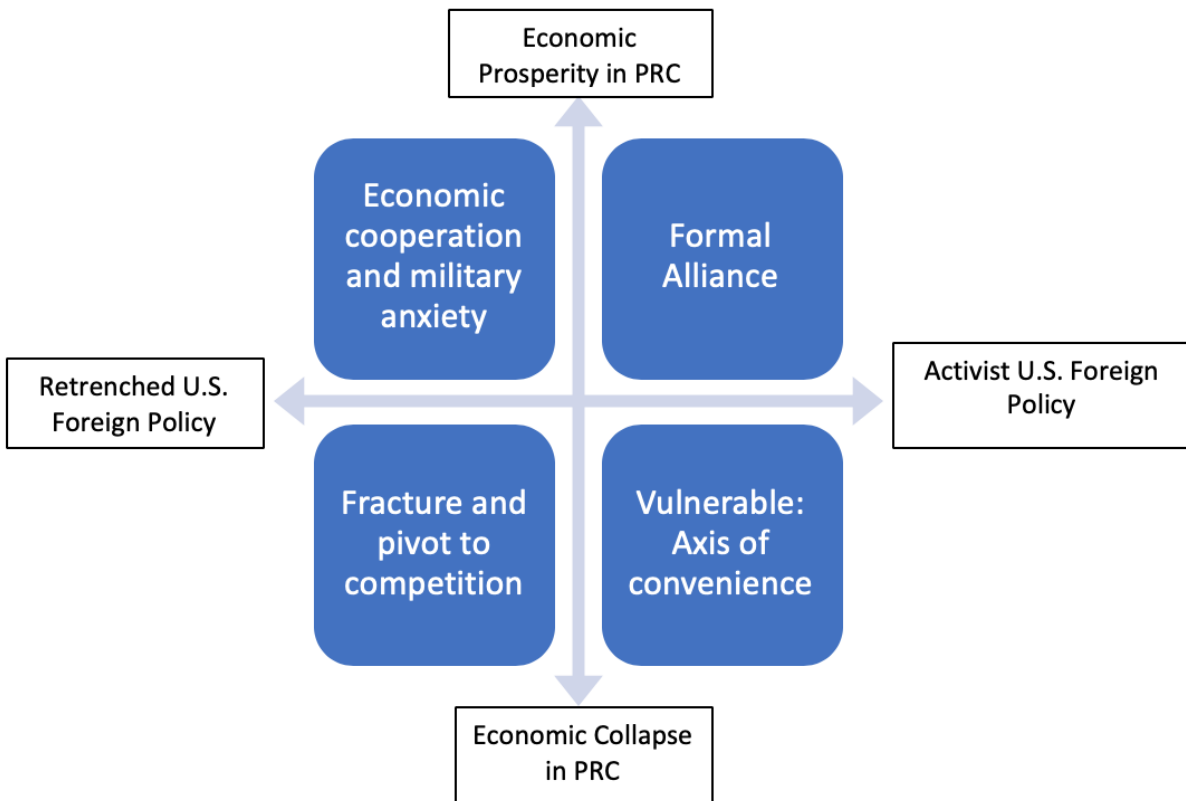 Economic
Prosperity in PRC
Economic
cooperation
and military
anxiety
Formal
Alliance
Retrenched U.S.
Foreign Policy
Activist U.S. Foreign
Policy
Fracture and
pivot to
competition
Vulnerable:
Axis of
convenience
Economic Collapse
in PRC